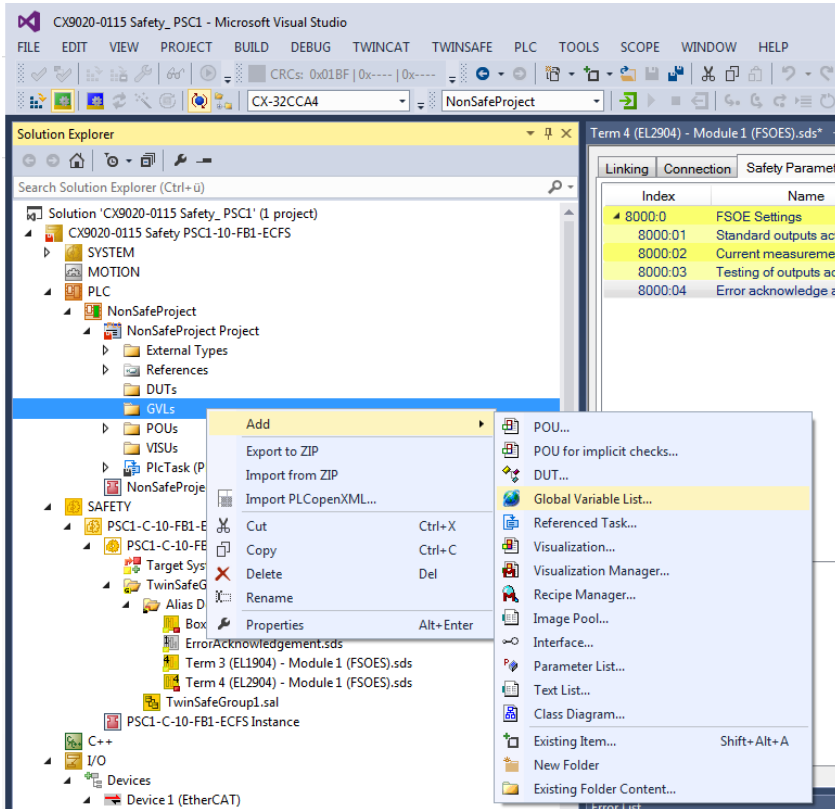 CX9020-0115 Safety_ PSC1 - Microsoft Visual Studio
FILE EDIT VIEW PROJECT BUILD DEBUG TWINCAT TWINSAFE PLC TOOLS SCOPE WINDOW HELP
CRCs: 0x01BF | 0x---- | 0x----
CX-32CCA4 NonSafeProject
Solution Explorer
Term 4 (EL2904) - Module 1 (FSOES).sds*
Linking Connection Safety Paramet
Search Solution Explorer (Ctrl+ü)
Index Name
Solution 'CX9020-0115 Safety_ PSC1' (1 project)
8000:0 FSOE Settings
CX9020-0115 Safety PSC1-10-FB1-ECFS
8000:01 Standard outputs ac
SYSTEM
8000:02 Current measureme
MOTION
8000:03 Testing of outputs ac
PLC
8000:04 Error acknowledge a
NonSafeProject
NonSafeProject Project
External Types
References
DUTs
GVLs
POUs
VISUs
PlcTask (P
NonSafeProje
SAFETY
PSC1-C-10-FB1-E
PSC1-C-10-FE
Target Sys
TwinSafeG
Alias D
Box
ErrorAcknowledgement.sds
Term 3 (EL1904) - Module 1 (FSOES).sds
Term 4 (EL2904) - Module 1 (FSOES).sds
TwinSafeGroup1.sal
PSC1-C-10-FB1-ECFS Instance
C++
I/O
Devices
Device 1 (EtherCAT)
Add
Export to ZIP
Import from ZIP
Import PLCopenXML...
Cut Ctrl+X
Copy Ctrl+C
Delete Del
Rename
Properties Alt+Enter
POU...
POU for implicit checks...
DUT...
Global Variable List...
Referenced Task...
Visualization...
Visualization Manager...
Recipe Manager...
Image Pool...
Interface...
Parameter List...
Text List...
Class Diagram...
Existing Item... Shift+Alt+A
New Folder
Existing Folder Content...
Error List